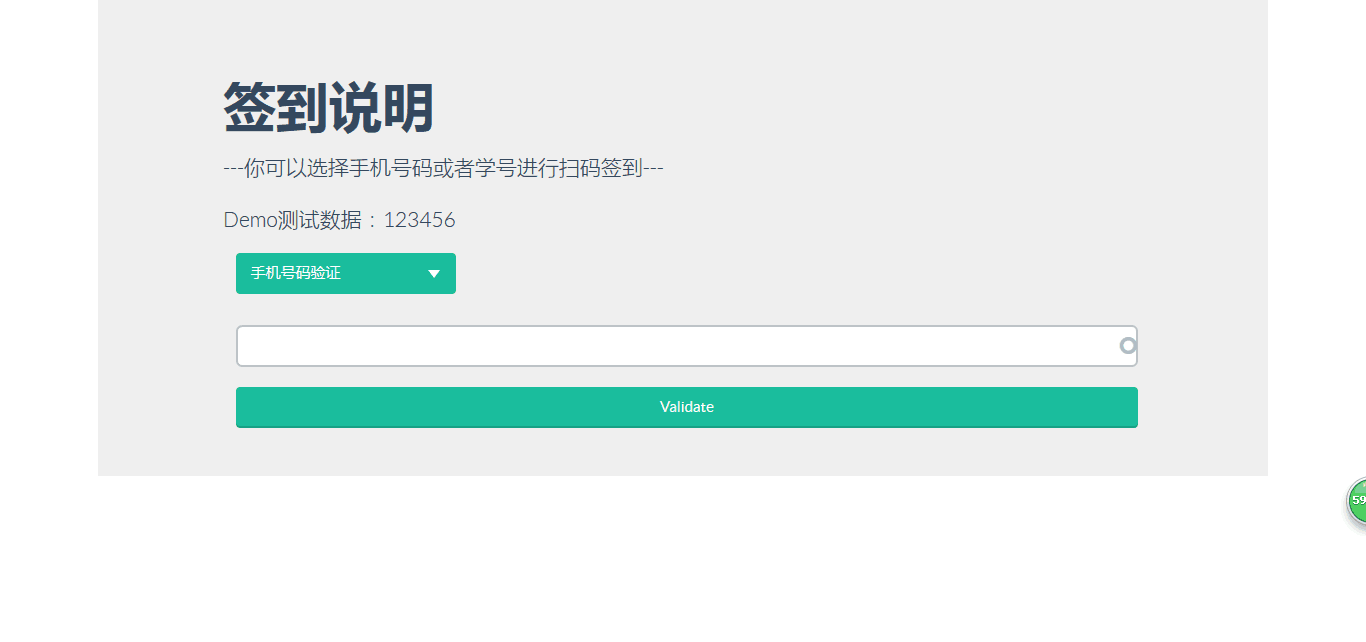 签到说明
---你可以选择手机号码或者学号进行扫码签到---
Demo测试数据：123456
手机号码验证
Validate
59